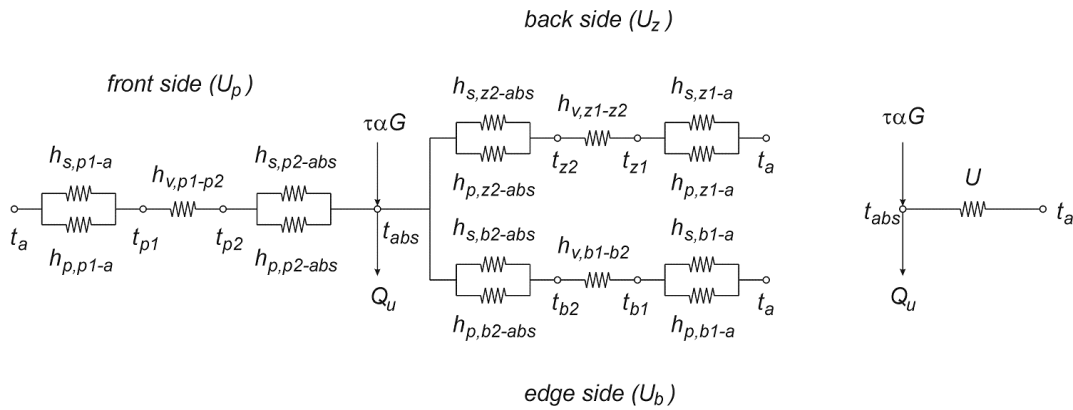 back side (Uz)
front side (Up)
ταG
hs,p1-a
hv,p1-p2
hs,p2-abs
ta
tp1
tp2
tabs
hp,p1-a
hp,p2-abs
Qu
hs,z2-abs
hv,z1-z2
hs,z1-a
tz2
tz1
ta
hp,z2-abs
hp,z1-a
hs,b2-abs
hv,b1-b2
hs,b1-a
tb2
tb1
ta
hp,b2-abs
hp,b1-a
edge side (Ub)
ταG
U
tabs
ta
Qu